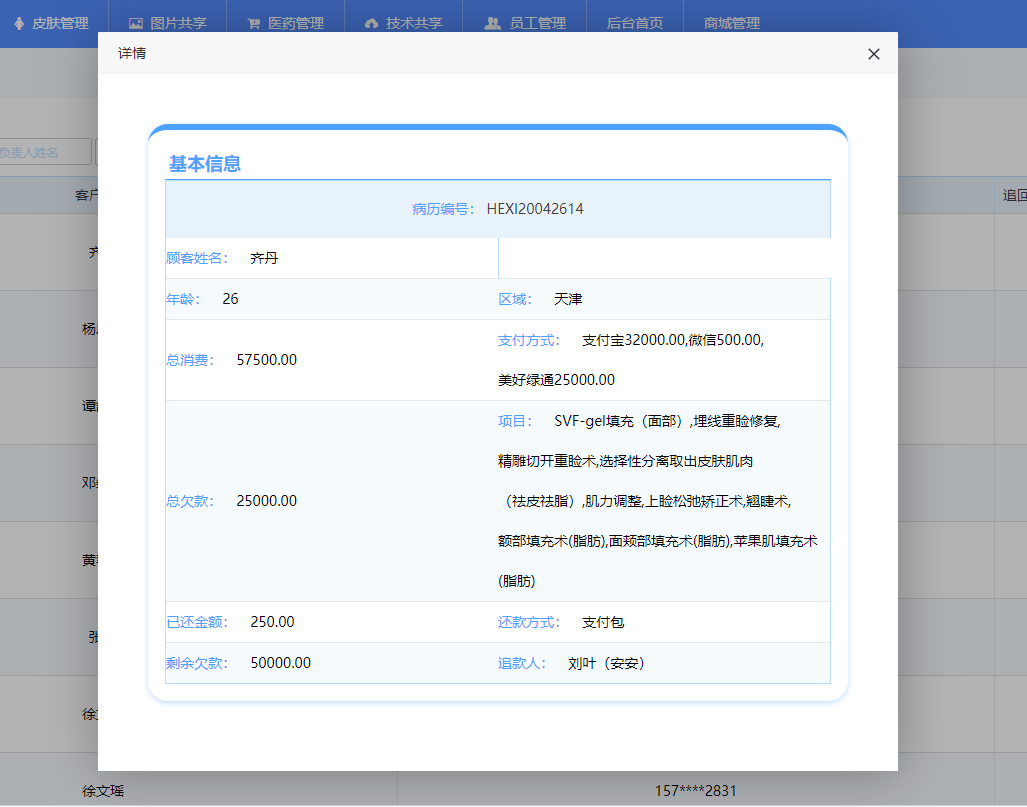 皮肤管理 图片共享 医药管理 技术共享 员工管理 后台首页 商城管理
详情
负责人姓名
基本信息
客户
追回
病历编号： HEXI20042614
顾客姓名： 齐丹
齐
年龄： 26 区域： 天津
杨
支付方式： 支付宝32000.00,微信500.00,
总消费： 57500.00
美好绿通25000.00
谭
项目： SVF-gel填充（面部）,埋线重脸修复,
精雕切开重睑术,选择性分离取出皮肤肌肉
邓
总欠款： 25000.00
（祛皮祛脂）,肌力调整,上睑松弛矫正术,翘睫术,
额部填充术(脂肪),面颊部填充术(脂肪),苹果肌填充术
黄
(脂肪)
已还金额： 250.00 还款方式： 支付包
张
剩余欠款： 50000.00 追款人： 刘叶（安安）
徐文
徐文瑶 157****2831